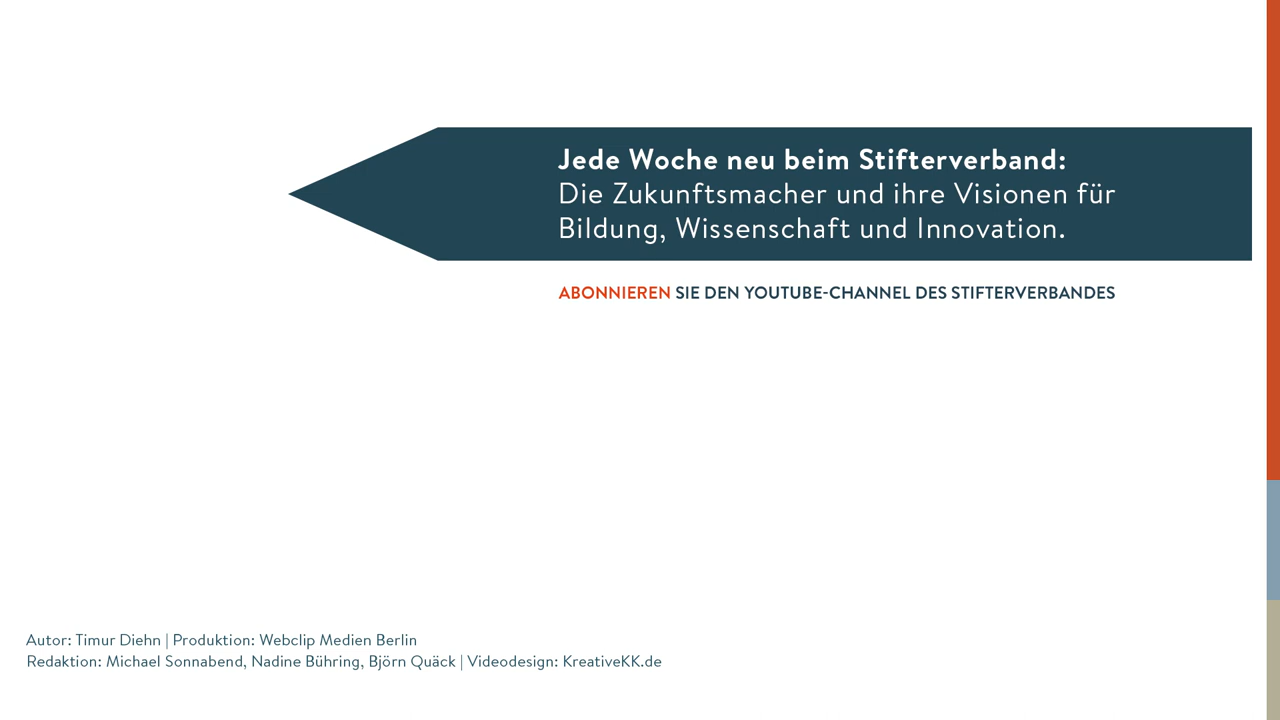 Jede Woche neu beim Stifterverband:
Die Zukunftsmacher und ihre Visionen für
Bildung, Wissenschaft und Innovation.
ABONNIEREN SIE DEN YOUTUBE-CHANNEL DES STIFTERVERBANDES
Autor: Timur Diehn | Produktion: Webclip Medien Berlin
Redaktion: Michael Sonnabend, Nadine Bühring, Björn Quäck | Videodesign: KreativeKK.de